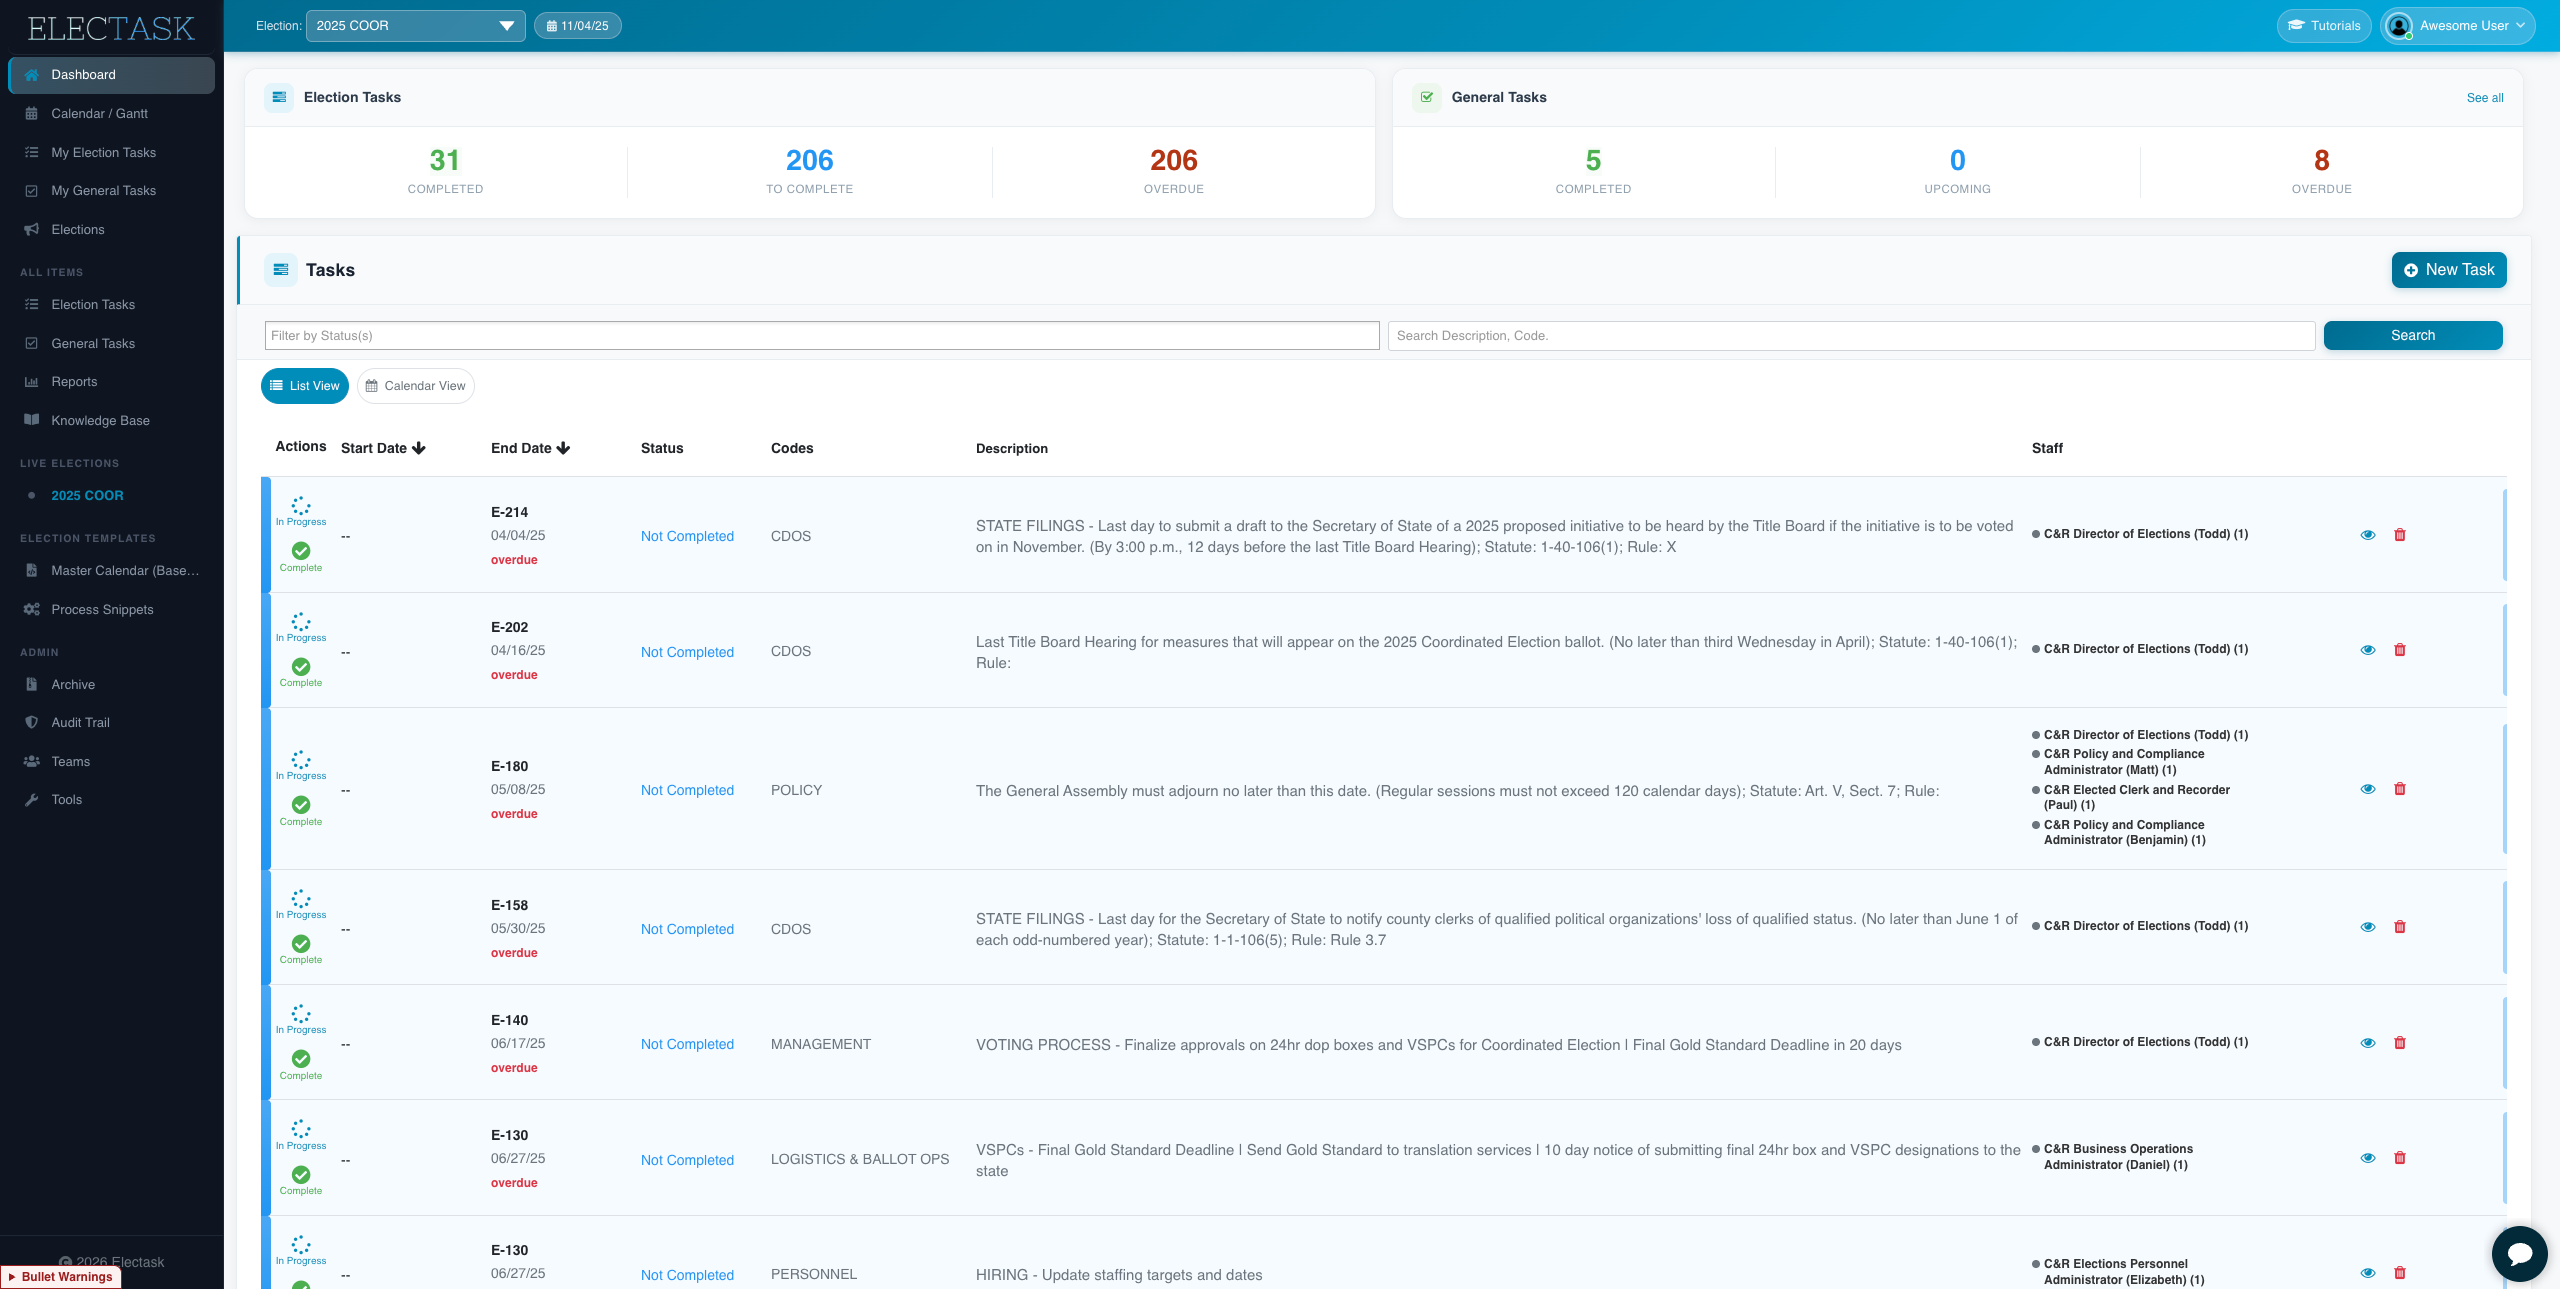 ELECTASK
Election: 2025 COOR 11/04/25 Tutorials Awesome User
Dashboard
Calendar / Gantt
My Election Tasks
My General Tasks
Elections
ALL ITEMS
Election Tasks
General Tasks
Reports
Knowledge Base
LIVE ELECTIONS
2025 COOR
ELECTION TEMPLATES
Master Calendar (Base...
Process Snippets
ADMIN
Archive
Audit Trail
Teams
Tools
© 2026 Electask
Bullet Warnings
Election Tasks
31 206 206
COMPLETED TO COMPLETE OVERDUE
General Tasks See all
5 0 8
COMPLETED UPCOMING OVERDUE
Tasks New Task
Filter by Status(s) Search Description, Code. Search
List View Calendar View
Actions Start Date End Date Status Codes Description Staff
In Progress
Complete
--
E-214
04/04/25
overdue
Not Completed
CDOS
STATE FILINGS - Last day to submit a draft to the Secretary of State of a 2025 proposed initiative to be heard by the Title Board if the initiative is to be voted
on in November. (By 3:00 p.m., 12 days before the last Title Board Hearing); Statute: 1-40-106(1); Rule: X
C&R Director of Elections (Todd) (1)
In Progress
Complete
--
E-202
04/16/25
overdue
Not Completed
CDOS
Last Title Board Hearing for measures that will appear on the 2025 Coordinated Election ballot. (No later than third Wednesday in April); Statute: 1-40-106(1);
Rule:
C&R Director of Elections (Todd) (1)
In Progress
Complete
--
E-180
05/08/25
overdue
Not Completed
POLICY
The General Assembly must adjourn no later than this date. (Regular sessions must not exceed 120 calendar days); Statute: Art. V, Sect. 7; Rule:
C&R Director of Elections (Todd) (1)
C&R Policy and Compliance
Administrator (Matt) (1)
C&R Elected Clerk and Recorder
(Paul) (1)
C&R Policy and Compliance
Administrator (Benjamin) (1)
In Progress
Complete
--
E-158
05/30/25
overdue
Not Completed
CDOS
STATE FILINGS - Last day for the Secretary of State to notify county clerks of qualified political organizations' loss of qualified status. (No later than June 1 of
each odd-numbered year); Statute: 1-1-106(5); Rule: Rule 3.7
C&R Director of Elections (Todd) (1)
In Progress
Complete
--
E-140
06/17/25
overdue
Not Completed
MANAGEMENT
VOTING PROCESS - Finalize approvals on 24hr dop boxes and VSPCs for Coordinated Election | Final Gold Standard Deadline in 20 days
C&R Director of Elections (Todd) (1)
In Progress
Complete
--
E-130
06/27/25
overdue
Not Completed
LOGISTICS & BALLOT OPS
VSPCs - Final Gold Standard Deadline | Send Gold Standard to translation services | 10 day notice of submitting final 24hr box and VSPC designations to the
state
C&R Business Operations
Administrator (Daniel) (1)
In Progress
--
E-130
06/27/25
Not Completed
PERSONNEL
HIRING - Update staffing targets and dates
C&R Elections Personnel
Administrator (Elizabeth) (1)